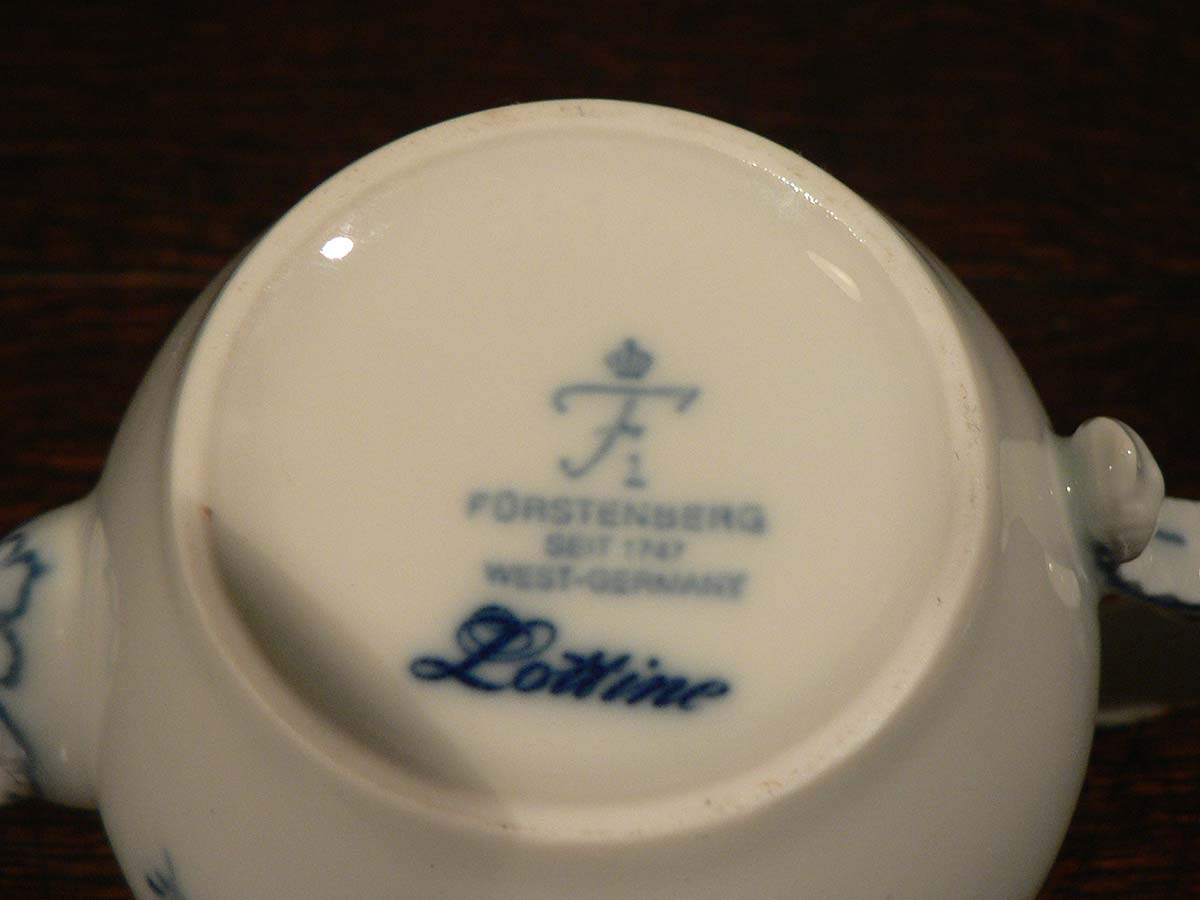 F
1
FÜRSTENBERG
SEIT 1747
WEST-GERMANY
Lottine